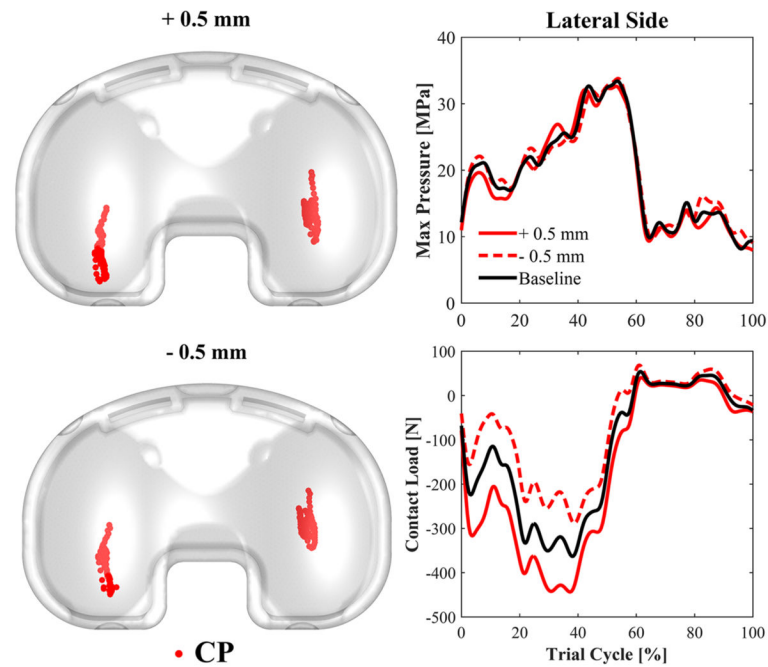 + 0.5 mm
Lateral Side
Max Pressure [MPa]
40
30
20
10
0
+ 0.5 mm
- 0.5 mm
Baseline
0 20 40 60 80 100
- 0.5 mm
CP
Contact Load [N]
100
0
-100
-200
-300
-400
-500
0 20 40 60 80 100
Trial Cycle [%]